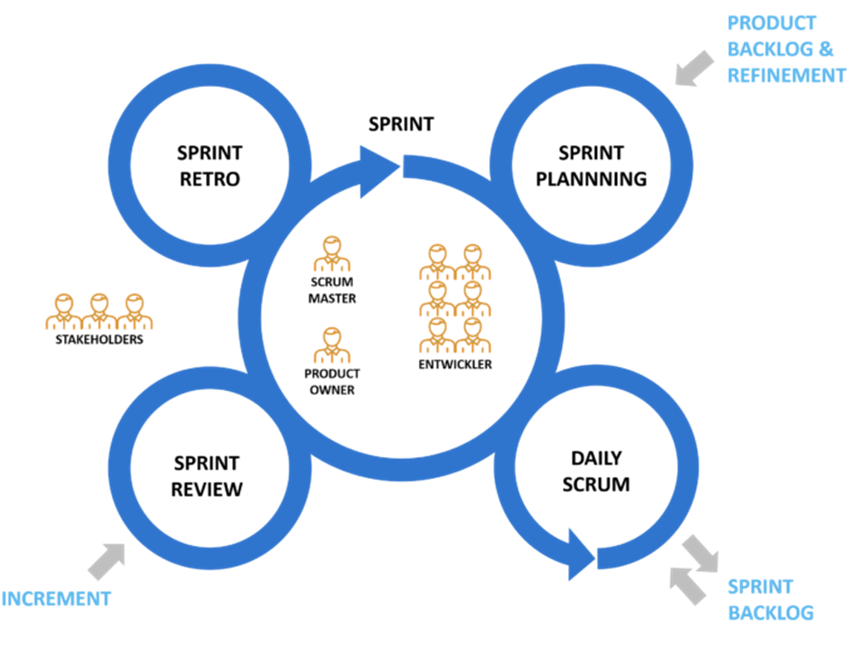 PRODUCT
BACKLOG &
REFINEMENT
SPRINT
SPRINT
RETRO
SPRINT
PLANNNING
SCRUM
MASTER
STAKEHOLDERS
PRODUCT
OWNER
ENTWICKLER
SPRINT
REVIEW
DAILY
SCRUM
INCREMENT
SPRINT
BACKLOG